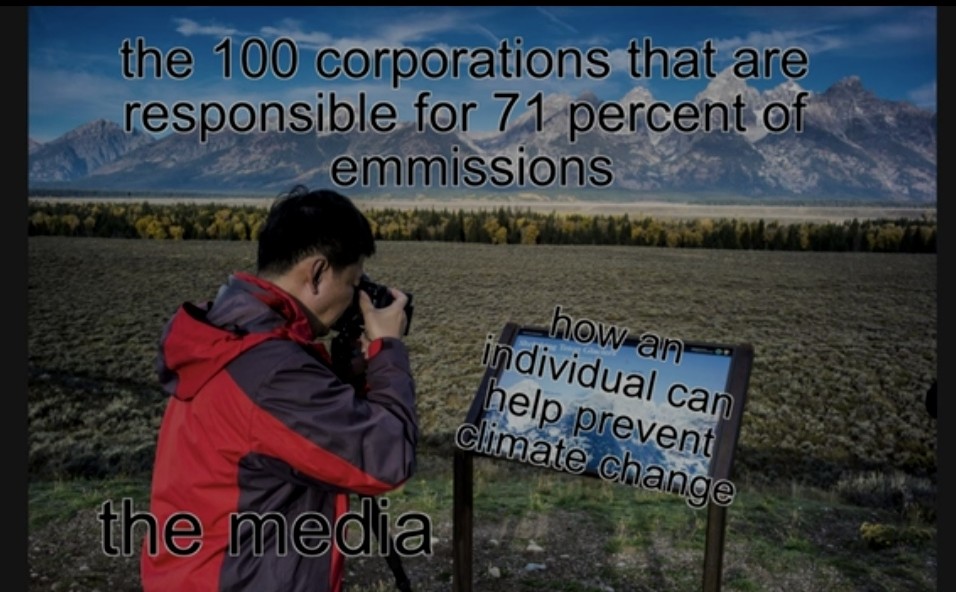 the 100 corporations that are
responsible for 71 percent of
emmissions
how an
individual can
help prevent
climate change
the media